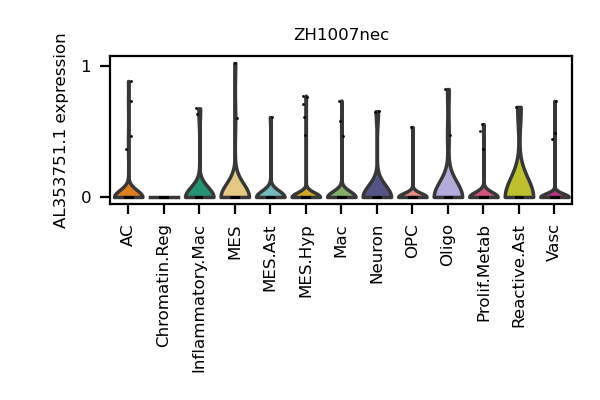 ZH1007nec
AL353751.1 expression
1
0
AC
Chromatin.Reg
Inflammatory.Mac
MES
MES.Ast
MES.Hyp
Mac
Neuron
OPC
Oligo
Prolif.Metab
Reactive.Ast
Vasc